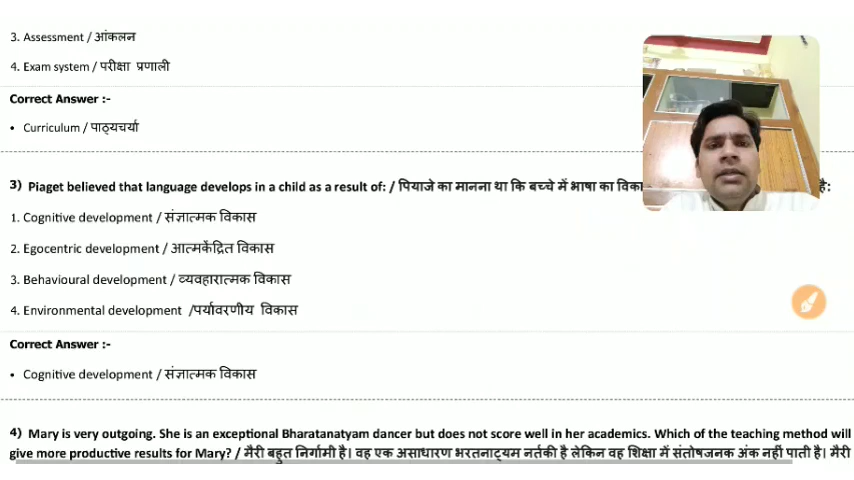 3. Assessment / आंकलन
4. Exam system / परीक्षा प्रणाली
Correct Answer :-
• Curriculum / पाठ्यचर्या
3) Piaget believed that language develops in a child as a result of: / पियाजे का मानना था कि बच्चे में भाषा का है:
1. Cognitive development / संज्ञात्मक विकास
2. Egocentric development / आत्मकेंद्रित विकास
3. Behavioural development / व्यवहारात्मक विकास
4. Environmental development /पर्यावरणीय विकास
Correct Answer :-
• Cognitive development / संज्ञात्मक विकास
4) Mary is very outgoing. She is an exceptional Bharatanatyam dancer but does not score well in her academics. Which of the teaching method will
give more productive results for Mary? / मैरी बहुत निर्गामी है। वह एक असाधारण भरतनाट्यम नर्तकी है लेकिन वह शिक्षा में संतोषजनक अंक नहीं पाती है। मैरी